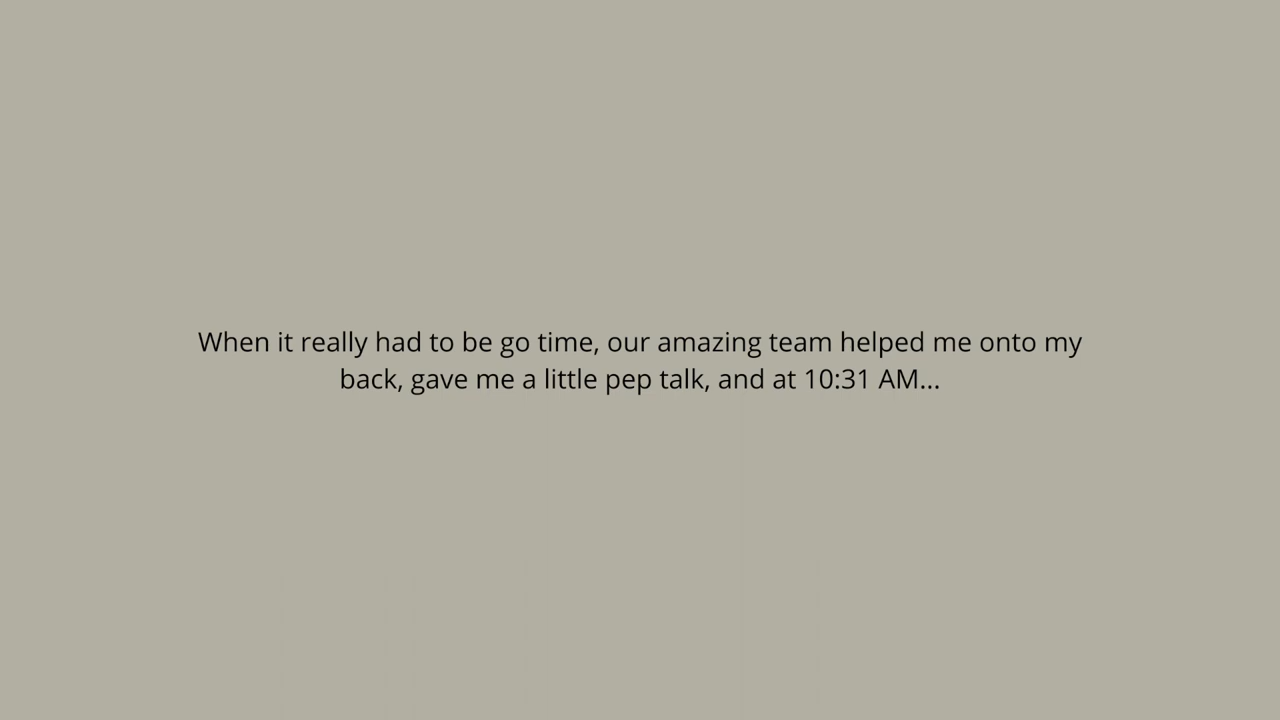 When it really had to be go time, our amazing team helped me onto my
back, gave me a little pep talk, and at 10:31 AM...